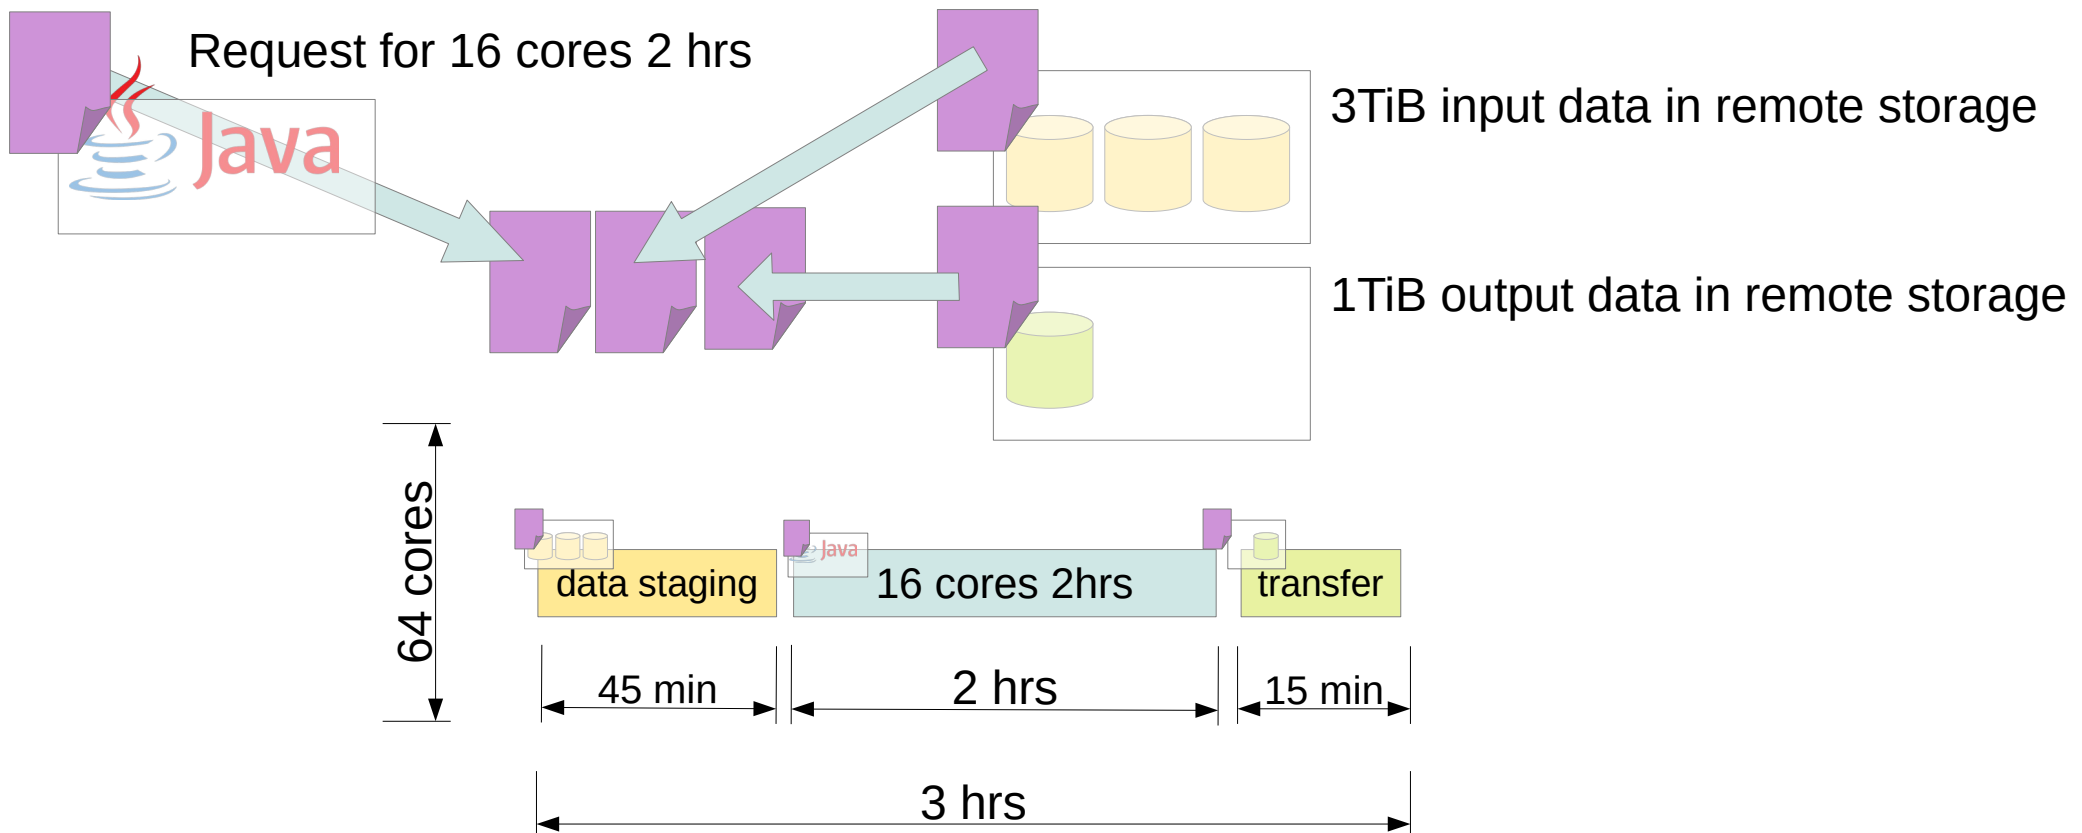 Request for 16 cores 2 hrs
Java
3TiB input data in remote storage
1TiB output data in remote storage
64 cores
Java
data staging
16 cores 2hrs
transfer
45 min
2 hrs
15 min
3 hrs